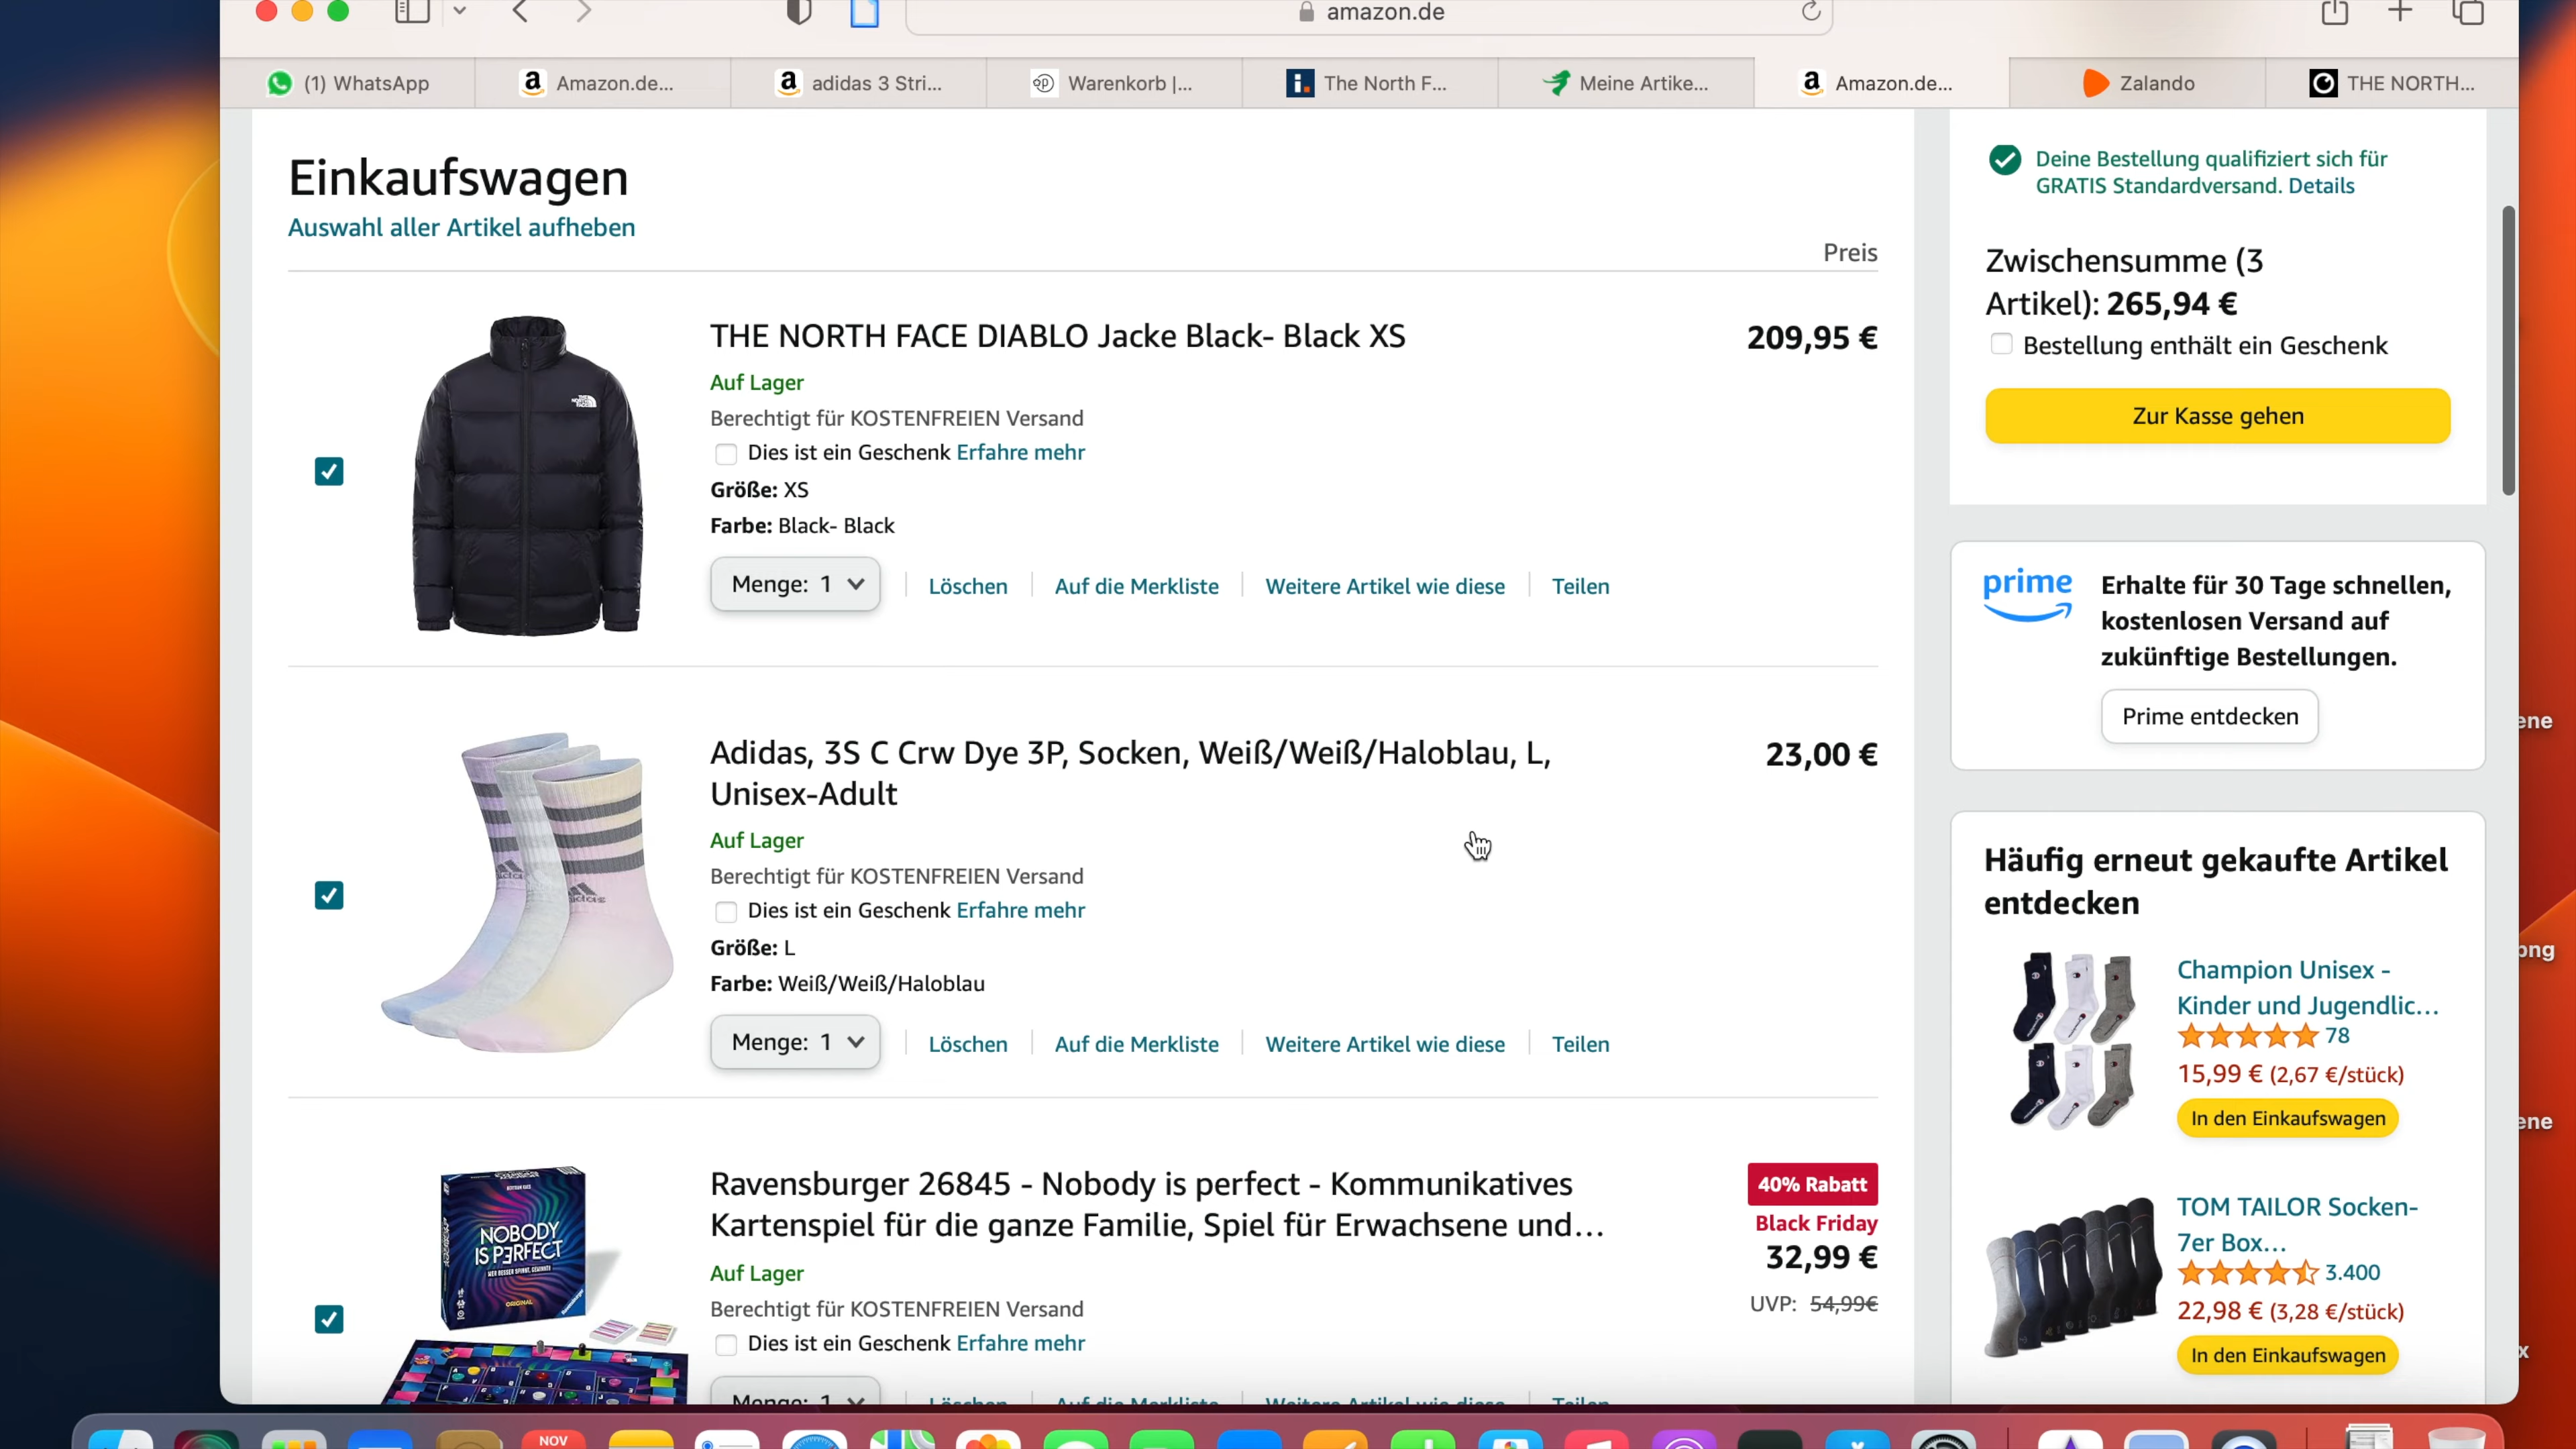 amazon.de
(1) WhatsApp
Amazon.de...
adidas 3 Stri...
Warenkorb |...
The North F...
Meine Artike...
Amazon.de...
Zalando
THE NORTH...
Einkaufswagen
Auswahl aller Artikel aufheben
Preis
THE NORTH FACE DIABLO Jacke Black- Black XS
209,95 €
Auf Lager
Berechtigt für KOSTENFREIEN Versand
Dies ist ein Geschenk Erfahre mehr
Größe: XS
Farbe: Black- Black
Menge: 1
Löschen
Auf die Merkliste
Weitere Artikel wie diese
Teilen
Adidas, 3S C Crw Dye 3P, Socken, Weiß/Weiß/Haloblau, L,
Unisex-Adult
23,00 €
Auf Lager
Berechtigt für KOSTENFREIEN Versand
Dies ist ein Geschenk Erfahre mehr
Größe: L
Farbe: Weiß/Weiß/Haloblau
Menge: 1
Löschen
Auf die Merkliste
Weitere Artikel wie diese
Teilen
NOBODY
IS PERFECT
ORIGINAL
Ravensburger 26845 - Nobody is perfect - Kommunikatives
Kartenspiel für die ganze Familie, Spiel für Erwachsene und...
40% Rabatt
Black Friday
32,99 €
UVP: 54,99€
Auf Lager
Berechtigt für KOSTENFREIEN Versand
Dies ist ein Geschenk Erfahre mehr
Menge: 1
Löschen
Auf die Merkliste
Weitere Artikel wie diese
Teilen
Deine Bestellung qualifiziert sich für
GRATIS Standardversand. Details
Zwischensumme (3
Artikel): 265,94 €
Bestellung enthält ein Geschenk
Zur Kasse gehen
prime
Erhalte für 30 Tage schnellen,
kostenlosen Versand auf
zukünftige Bestellungen.
Prime entdecken
Häufig erneut gekaufte Artikel
entdecken
Champion Unisex -
Kinder und Jugendlic...
78
15,99 € (2,67 €/stück)
In den Einkaufswagen
TOM TAILOR Socken-
7er Box...
3.400
22,98 € (3,28 €/stück)
In den Einkaufswagen
ene
png
ene
x
NOV